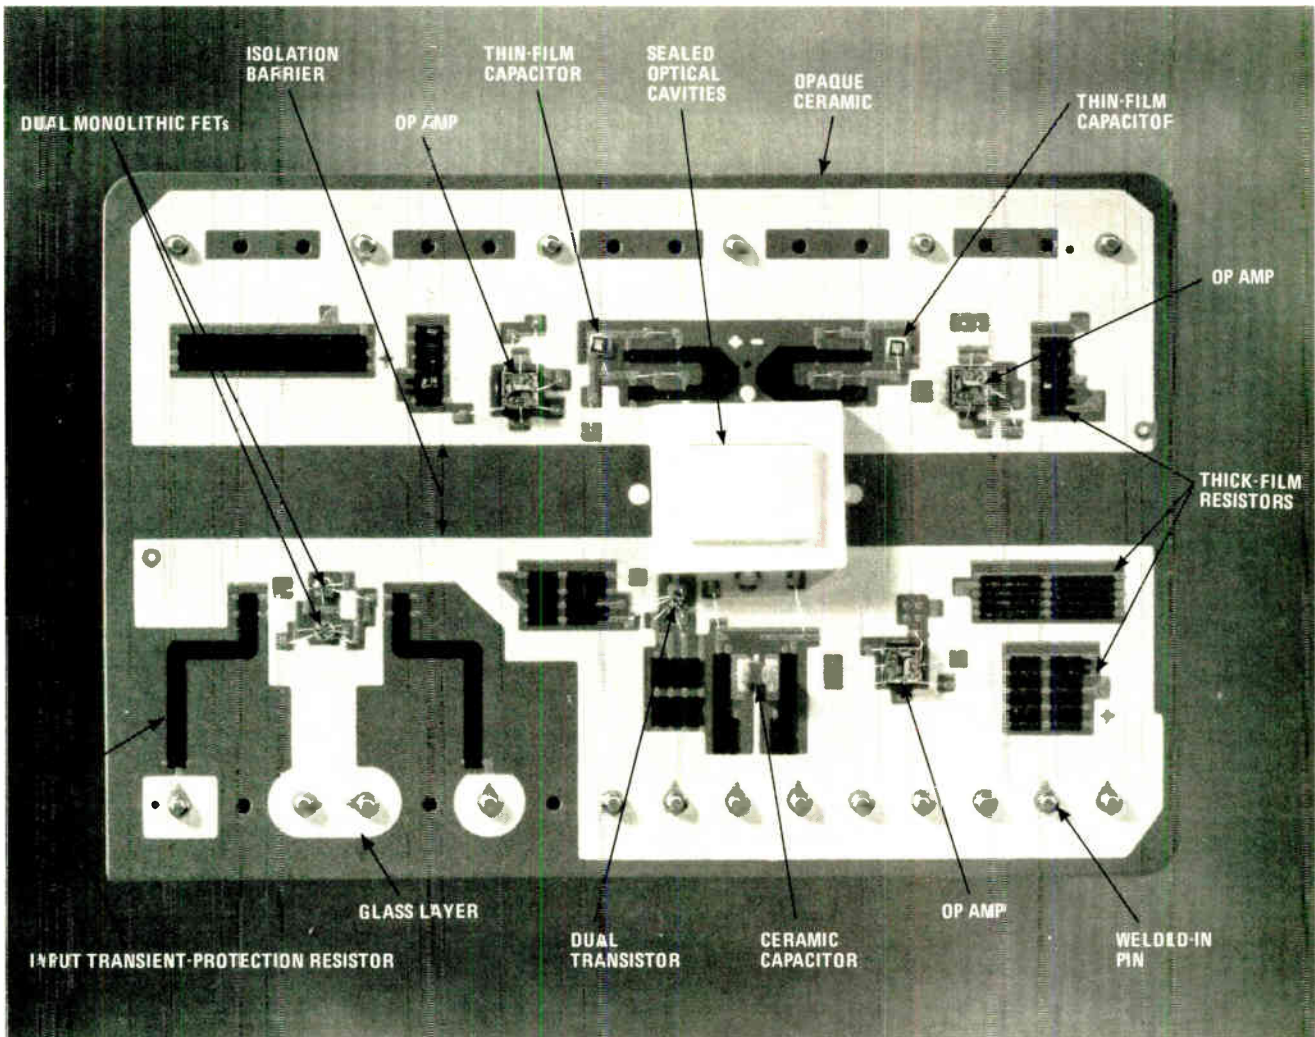 ISOLATION
BARRIER
THIN-FILM
CAPACITOR
SEALED
OPTICAL
CAVITIES
OPAQUE
CERAMIC
THIN-FILM
CAPACITOR
DUAL MONOLITHIC FETs
OP AMP
OP AMP
THICK-FILM
RESISTORS
GLASS LAYER
OP AMP
INPUT TRANSIENT-PROTECTION RESISTOR
DUAL
TRANSISTOR
CERAMIC
CAPACITOR
WELDED-IN
PIN